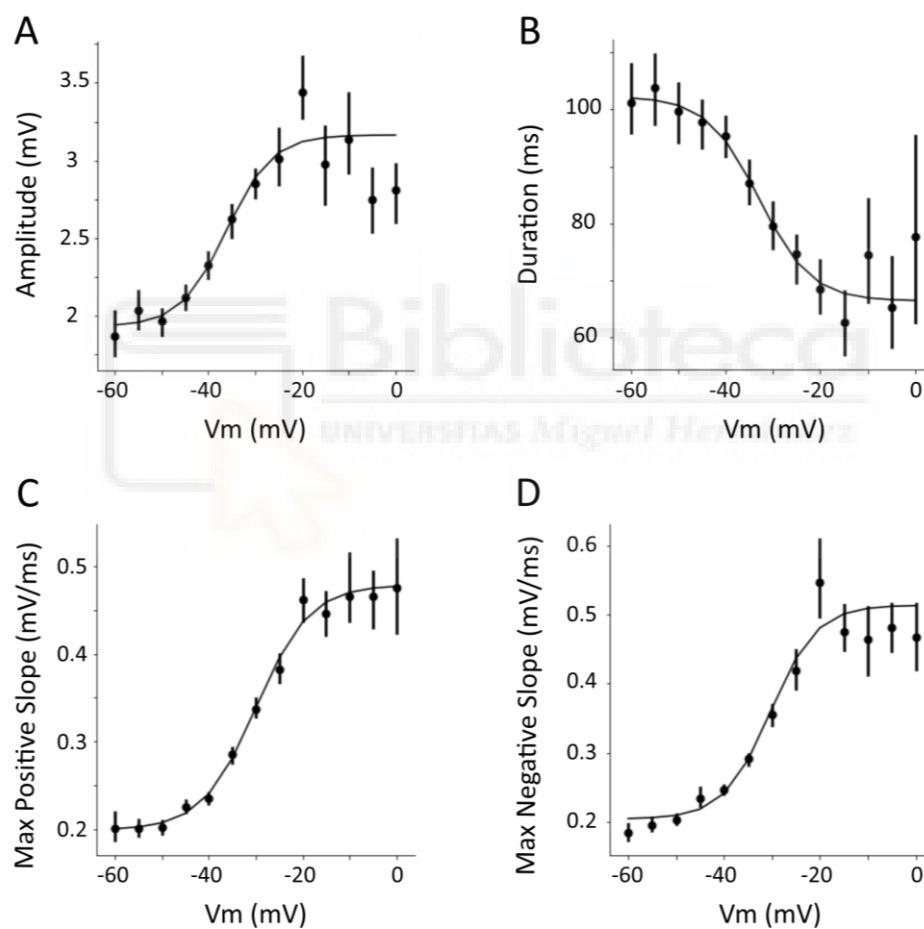 A
Amplitude (mV)
3.5
3
2.5
2
-60
-40
-20
0
Vm (mV)
B
Duration (ms)
100
80
60
-60
-40
-20
0
Vm (mV)
Biblioteca
UNIVERSITAS Miguel Hernández
C
Max Positive Slope (mV/ms)
0.5
0.4
0.3
0.2
-60
-40
-20
0
Vm (mV)
D
Max Negative Slope (mV/ms)
0.6
0.5
0.4
0.3
0.2
-60
-40
-20
0
Vm (mV)